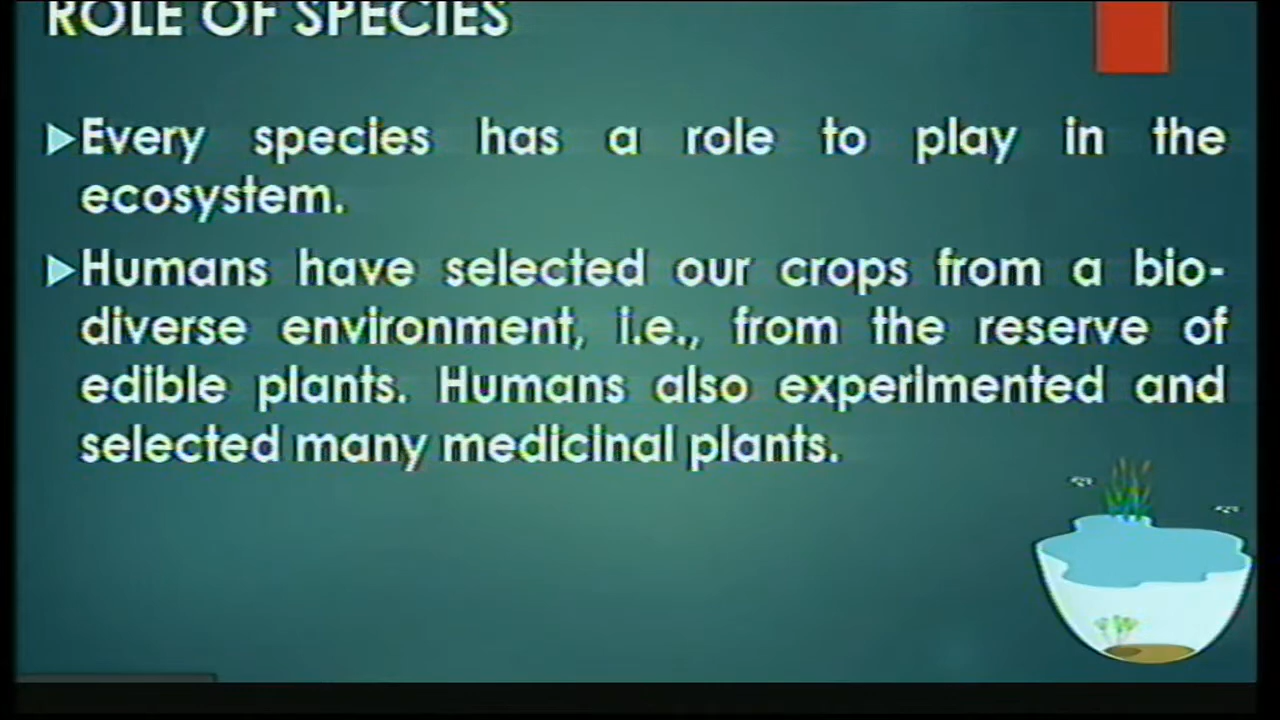 ROLE OF SPECIES
Every species has a role to play in the
ecosystem.
Humans have selected our crops from a bio-
diverse environment, i.e., from the reserve of
edible plants. Humans also experimented and
selected many medicinal plants.